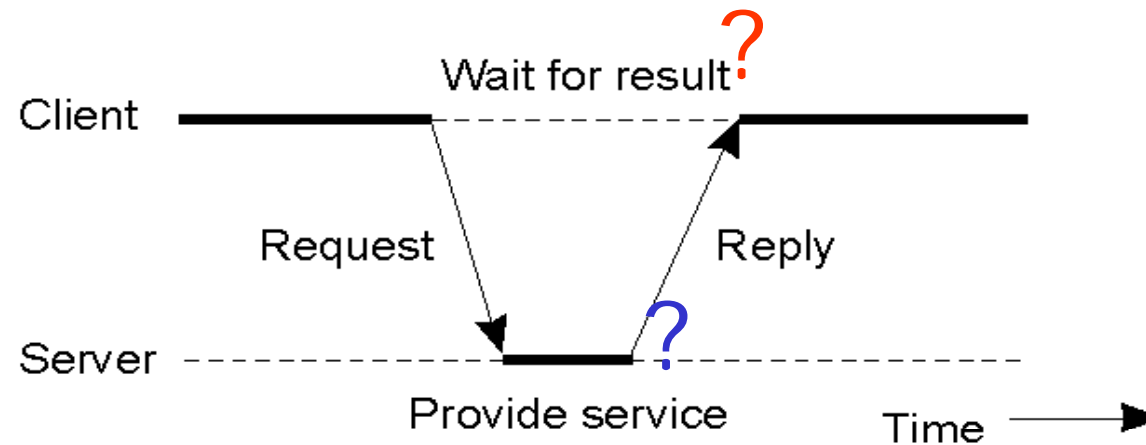 Wait for result?
Client
Request
Reply
?
Server
Provide service
Time